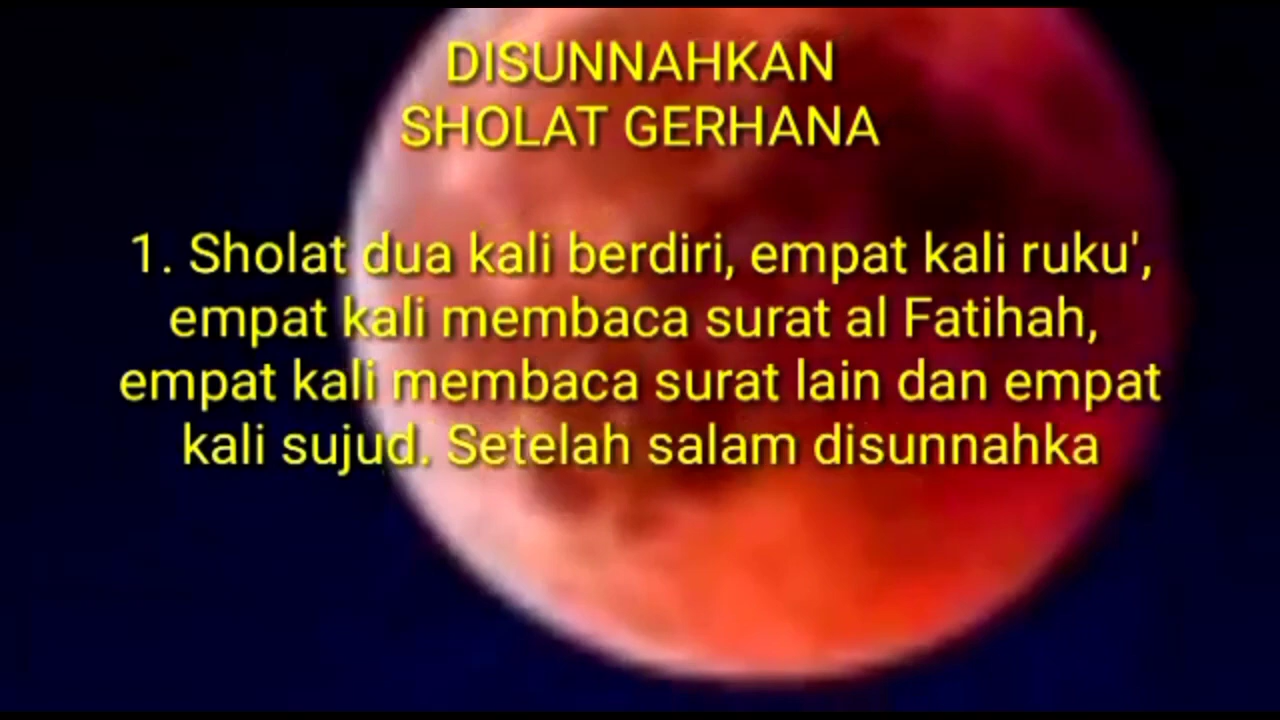 DISUNNAHKAN
SHOLAT GERHANA
1. Sholat dua kali berdiri, empat kali ruku',
empat kali membaca surat al Fatihah,
empat kali membaca surat lain dan empat
kali sujud. Setelah salam disunnahka